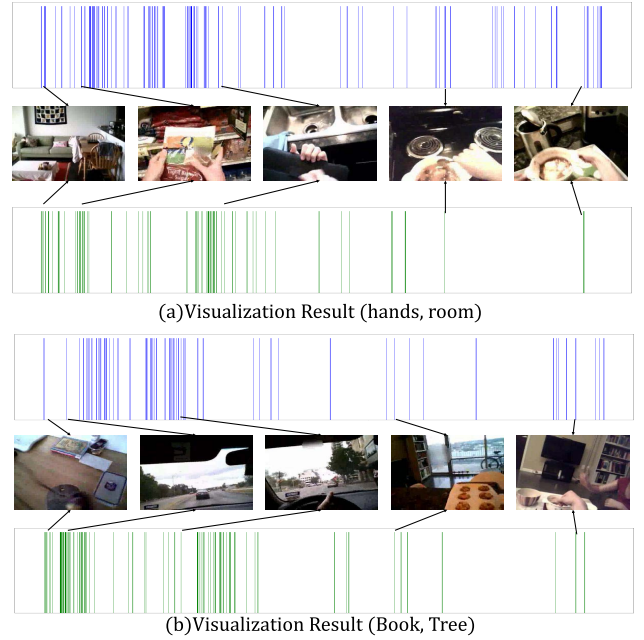 (a)Visualization Result (hands, room)
(b)Visualization Result (Book, Tree)